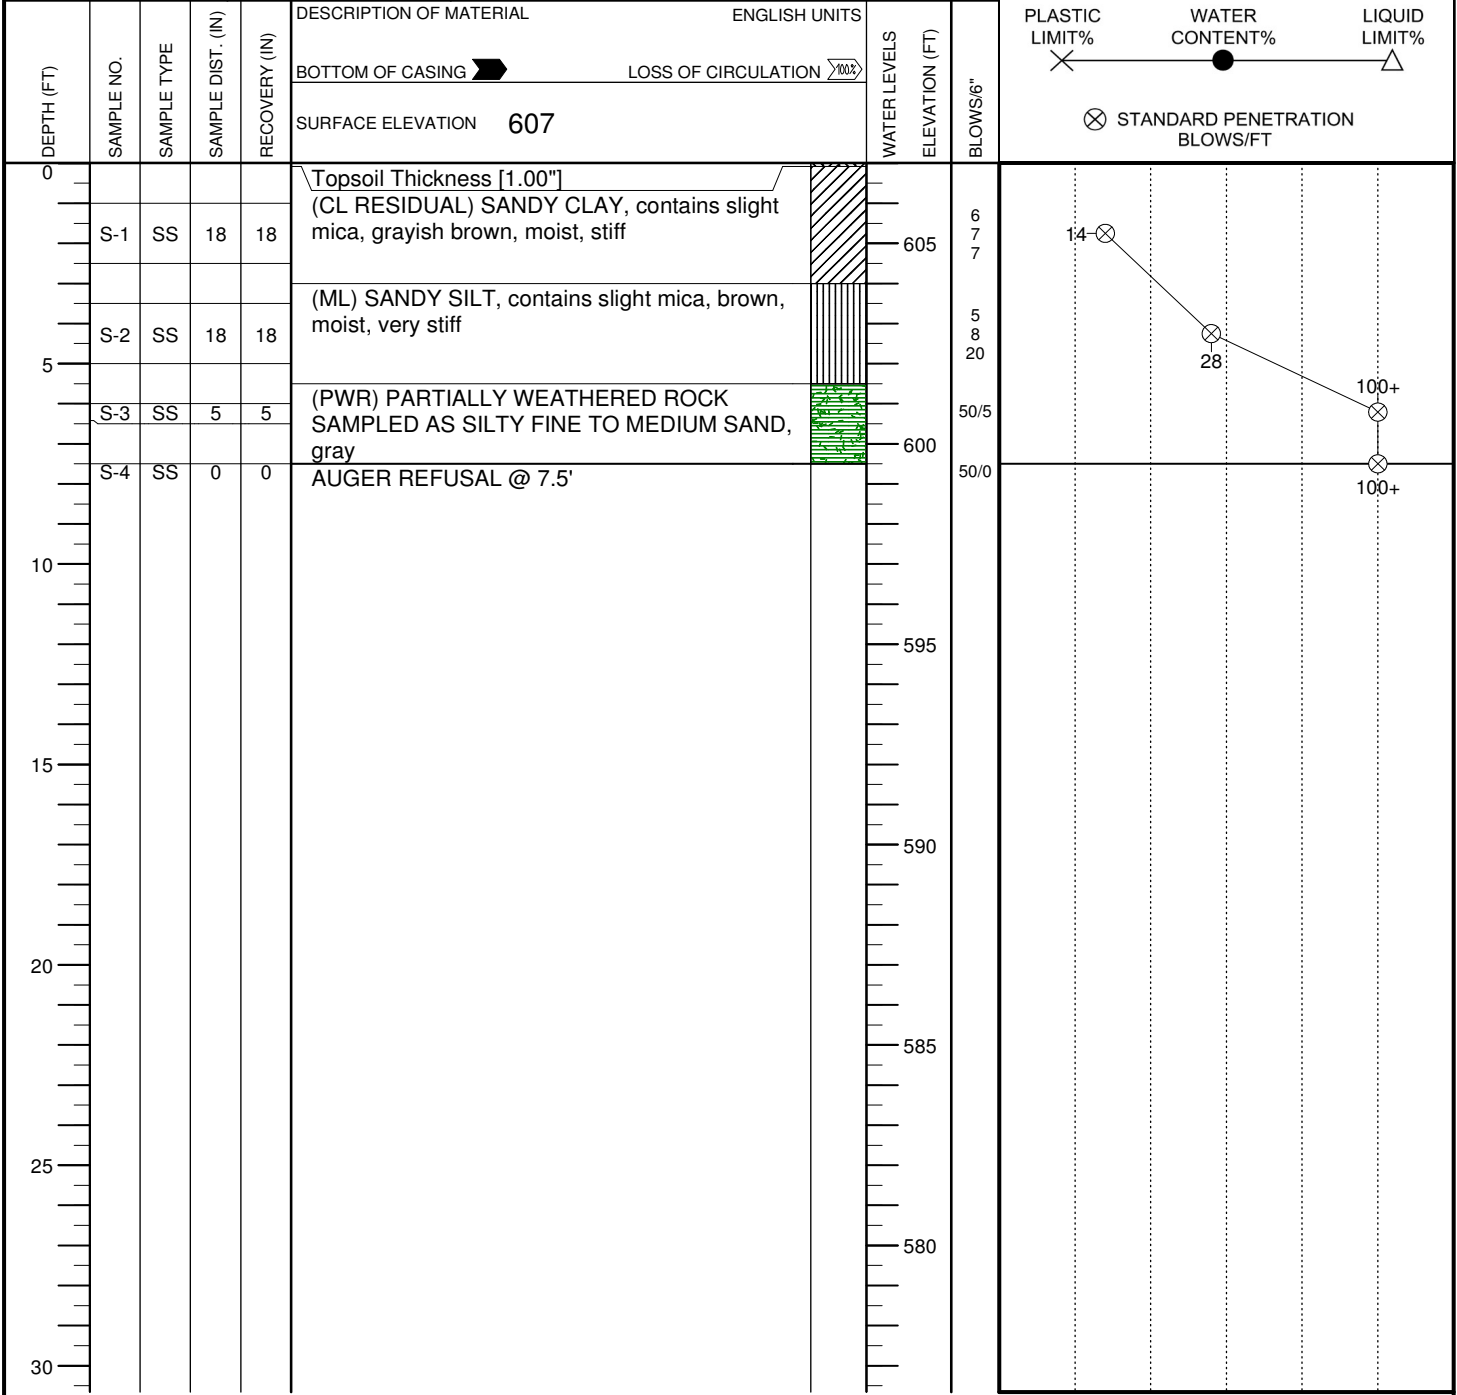 DEPTH (FT)
SAMPLE NO.
SAMPLE TYPE
SAMPLE DIST. (IN)
RECOVERY (IN)
DESCRIPTION OF MATERIAL ENGLISH UNITS
BOTTOM OF CASING LOSS OF CIRCULATION 100%
SURFACE ELEVATION 607
WATER LEVELS
ELEVATION (FT)
BLOWS/6"
PLASTIC LIMIT%
WATER CONTENT%
LIQUID LIMIT%
STANDARD PENETRATION
BLOWS/FT
0
Topsoil Thickness [1.00"]
(CL RESIDUAL) SANDY CLAY, contains slight
mica, grayish brown, moist, stiff
S-1 SS 18 18
605
6
7
7
14
(ML) SANDY SILT, contains slight mica, brown,
moist, very stiff
S-2 SS 18 18
5
8
20
28
5
(PWR) PARTIALLY WEATHERED ROCK
SAMPLED AS SILTY FINE TO MEDIUM SAND,
gray
S-3 SS 5 5
50/5
100+
600
S-4 SS 0 0
AUGER REFUSAL @ 7.5'
50/0
100+
10
595
15
590
20
585
25
580
30